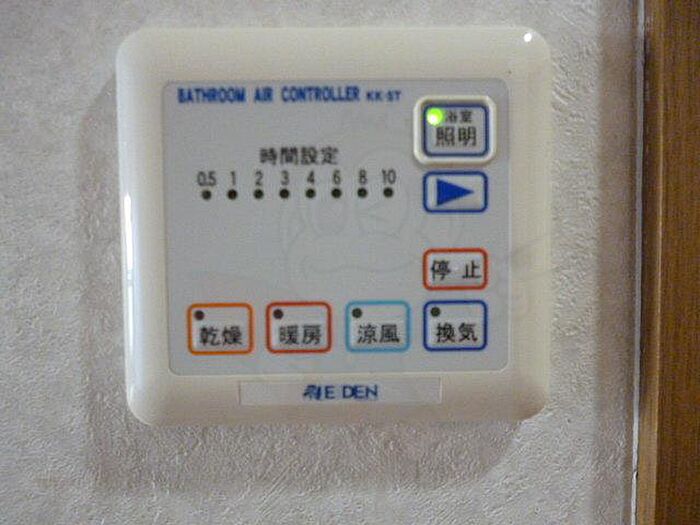 BATHROOM AIR CONTROLLER KK-ST
浴室
照明
時間設定
0.5 1 2 3 4 6 8 10
停止
乾燥 暖房 涼風 換気
DEN